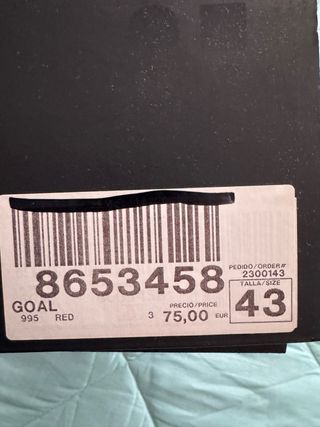 8653458
PEDIDO/ORDER#
2300143
GOAL
995 RED
3
PRECIO/PRICE
75,00 EUR
TALLA/SIZE
43